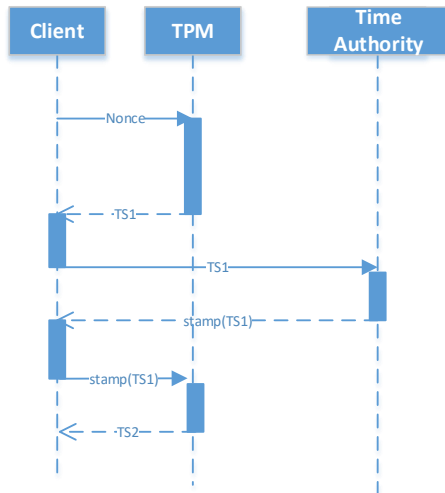 Client
TPM
Time
Authority
Nonce
TS1
TS1
stamp(TS1)
stamp(TS1)
TS2